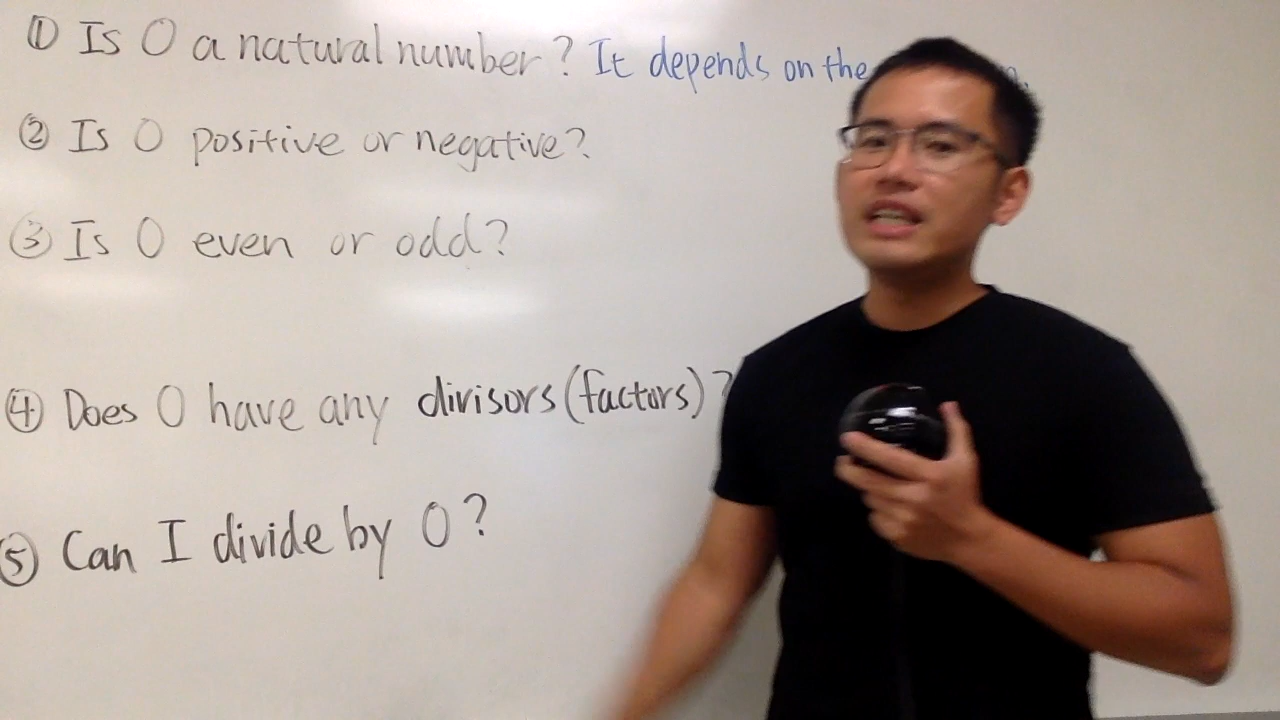 ① Is 0 a natural number? It depends on the
② Is 0 positive or negative?
③ Is 0 even or odd?
④ Does 0 have any divisors (factors)?
⑤ Can I divide by 0?